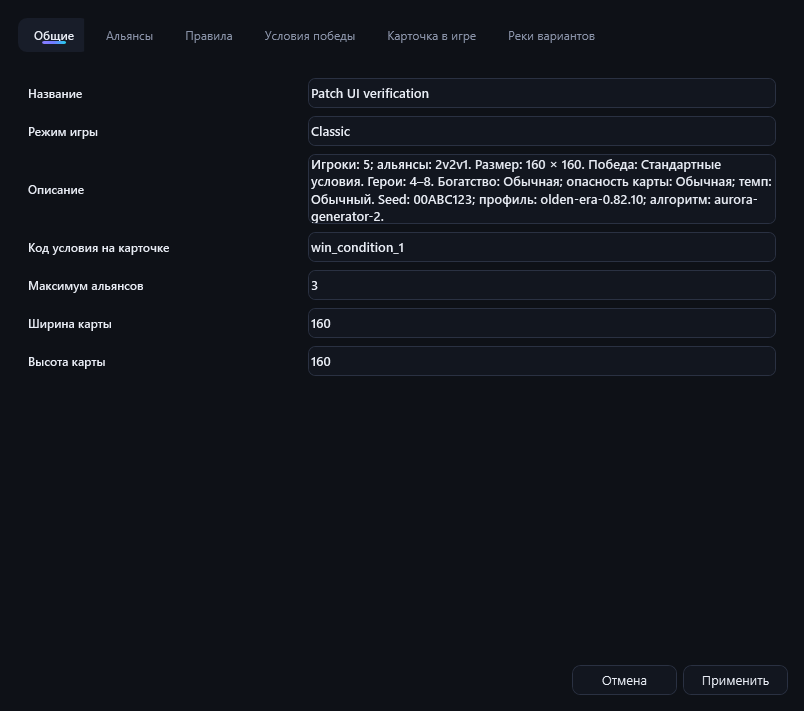 Общие Альянсы Правила Условия победы Карточка в игре Реки вариантов
Название Patch UI verification
Режим игры Classic
Описание Игроки: 5; альянсы: 2v2v1. Размер: 160 × 160. Победа: Стандартные
условия. Герои: 4–8. Богатство: Обычная; опасность карты: Обычная; темп:
Обычный. Seed: 00ABC123; профиль: olden-era-0.82.10; алгоритм: aurora-
generator-2.
Код условия на карточке win_condition_1
Максимум альянсов 3
Ширина карты 160
Высота карты 160
Отмена Применить